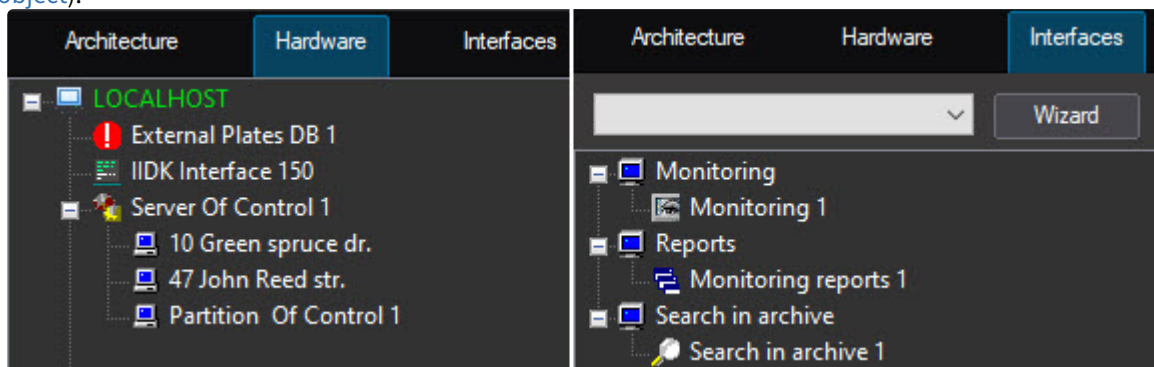 object).
Architecture Hardware Interfaces
LOCALHOST
External Plates DB 1
IIDK Interface 150
Server Of Control 1
10 Green spruce dr.
47 John Reed str.
Partition Of Control 1
Architecture Hardware Interfaces
Wizard
Monitoring
Monitoring 1
Reports
Monitoring reports 1
Search in archive
Search in archive 1